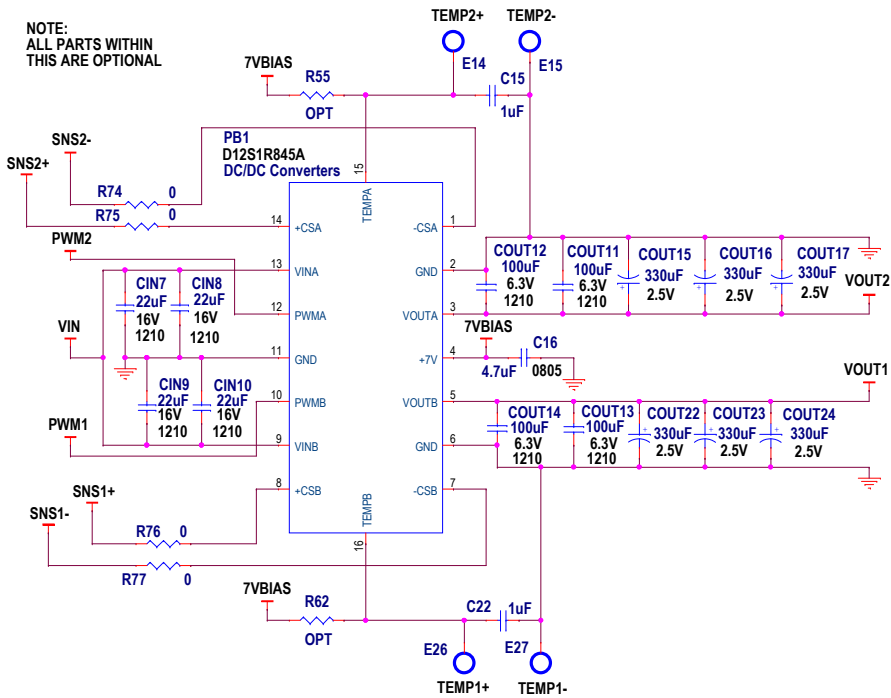 NOTE:
ALL PARTS WITHIN
THIS ARE OPTIONAL
TEMP2+
TEMP2-
E14
E15
7VBIAS
R55
OPT
C15
1uF
PB1
D12S1R845A
DC/DC Converters
SNS2-
SNS2+
R74
0
R75
0
15
TEMPA
14
+CSA
-CSA
1
PWM2
13
VINA
GND
2
12
PWMA
VOUTA
3
11
GND
+7V
4
10
PWMB
VOUTB
5
9
VINB
GND
6
8
+CSB
-CSB
7
TEMPB
16
CIN7
22uF
16V
1210
CIN8
22uF
16V
1210
VIN
CIN9
22uF
16V
1210
CIN10
22uF
16V
1210
PWM1
COUT12
100uF
6.3V
1210
COUT11
100uF
6.3V
1210
COUT15
330uF
2.5V
COUT16
330uF
2.5V
COUT17
330uF
2.5V
VOUT2
7VBIAS
C16
4.7uF
0805
VOUT1
COUT14
100uF
6.3V
1210
COUT13
100uF
6.3V
1210
COUT22
330uF
2.5V
COUT23
330uF
2.5V
COUT24
330uF
2.5V
SNS1+
SNS1-
R76
0
R77
0
7VBIAS
R62
OPT
C22
1uF
E26
E27
TEMP1+
TEMP1-